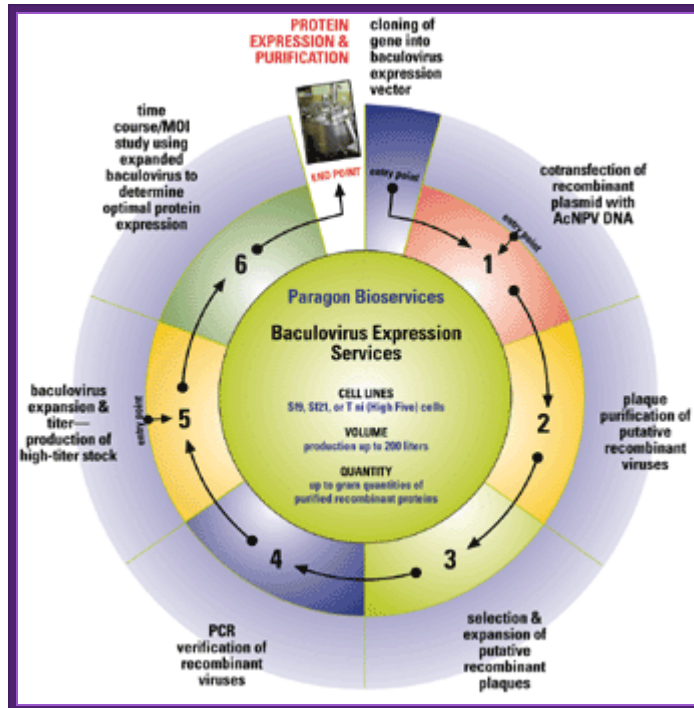 PROTEIN
EXPRESSION &
PURIFICATION
cloning of
gene into
baculovirus
expression
vector
entry point
END POINT
cotransfection of
recombinant
plasmid with
AcNPV DNA
entry point
1
plaque
purification of
putative
recombinant
viruses
2
selection &
expansion of
putative
recombinant
plaques
3
PCR
verification of
recombinant
viruses
4
baculovirus
expansion &
titer—
production of
high-titer stock
entry point
5
time
course/MOI
study using
expanded
baculovirus to
determine
optimal protein
expression
6
Paragon Bioservices
Baculovirus Expression
Services
CELL LINES
Sf9, Sf21, or T ni (High Five) cells
VOLUME
production up to 200 liters
QUANTITY
up to gram quantities of
purified recombinant proteins